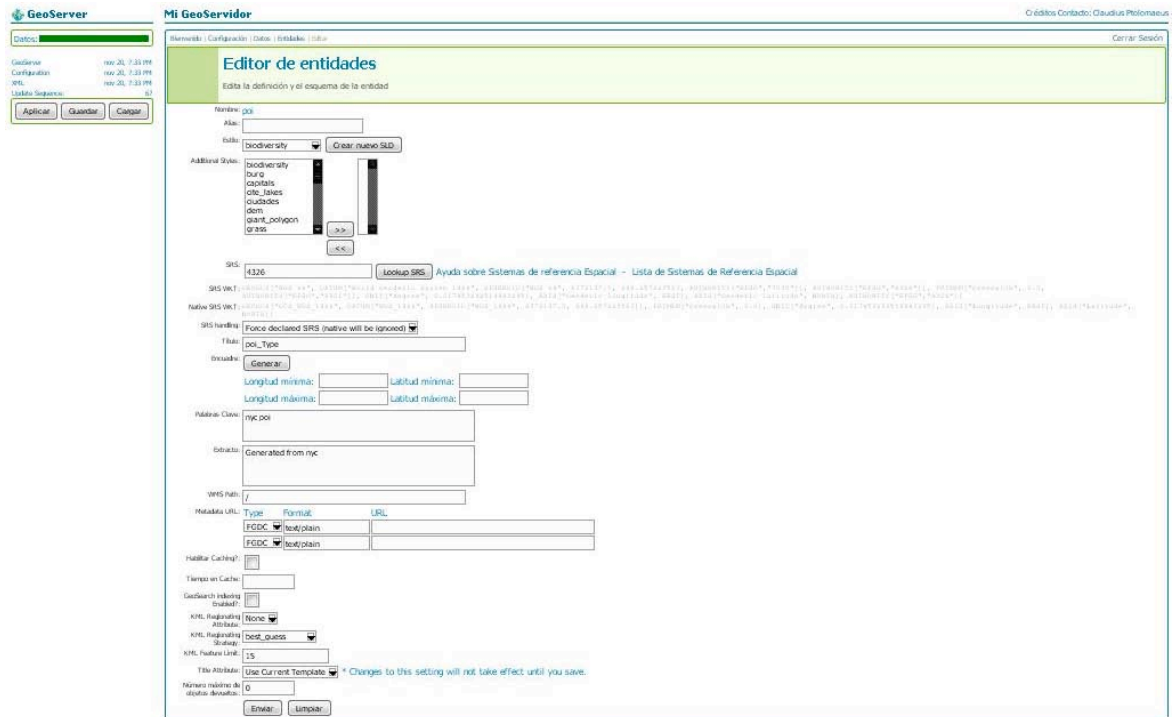 GeoServer
Mi GeoServidor
Créditos Contacto: Claudius Ptolomaeus
Datos:
Bienvenido | Configuración | Datos | Entidades | Editor
Cerrar Sesión
GeoServer nov 20, 7:33 PM
Configuration nov 20, 7:33 PM
XML: nov 20, 7:33 PM
Update Sequence: 67
Aplicar Guardar Cargar
Editor de entidades
Edita la definición y el esquema de la entidad
Nombre: poi
Alias:
Estilo: biodiversity Crear nuevo SLD
Additional Styles:
biodiversity
burg
capitals
cite_lakes
ciudades
dem
giant_polygon
grass
>>
<<
SRS: 4326 Lookup SRS Ayuda sobre Sistemas de referencia Espacial - Lista de Sistemas de Referencia Espacial
SRS WKT:
Native SRS WKT:
SRS handling: Force declared SRS (native will be ignored)
Título: poi_Type
Encuadre: Generar
Longitud mínima: Latitud mínima:
Longitud máxima: Latitud máxima:
Palabras Clave: nyc poi
Extracto: Generated from nyc
WMS Path: /
Metadata URL: Type Format URL
FGDC text/plain
FGDC text/plain
Habilitar Caching?:
Tiempo en Cache:
GeoSearch indexing
Enabled?:
KML Regionating
Attribute: None
KML Regionating
Strategy: best_guess
KML Feature Limit: 15
Title Attribute: Use Current Template * Changes to this setting will not take effect until you save.
Número máximo de
objetos devueltos: 0
Enviar Limpiar